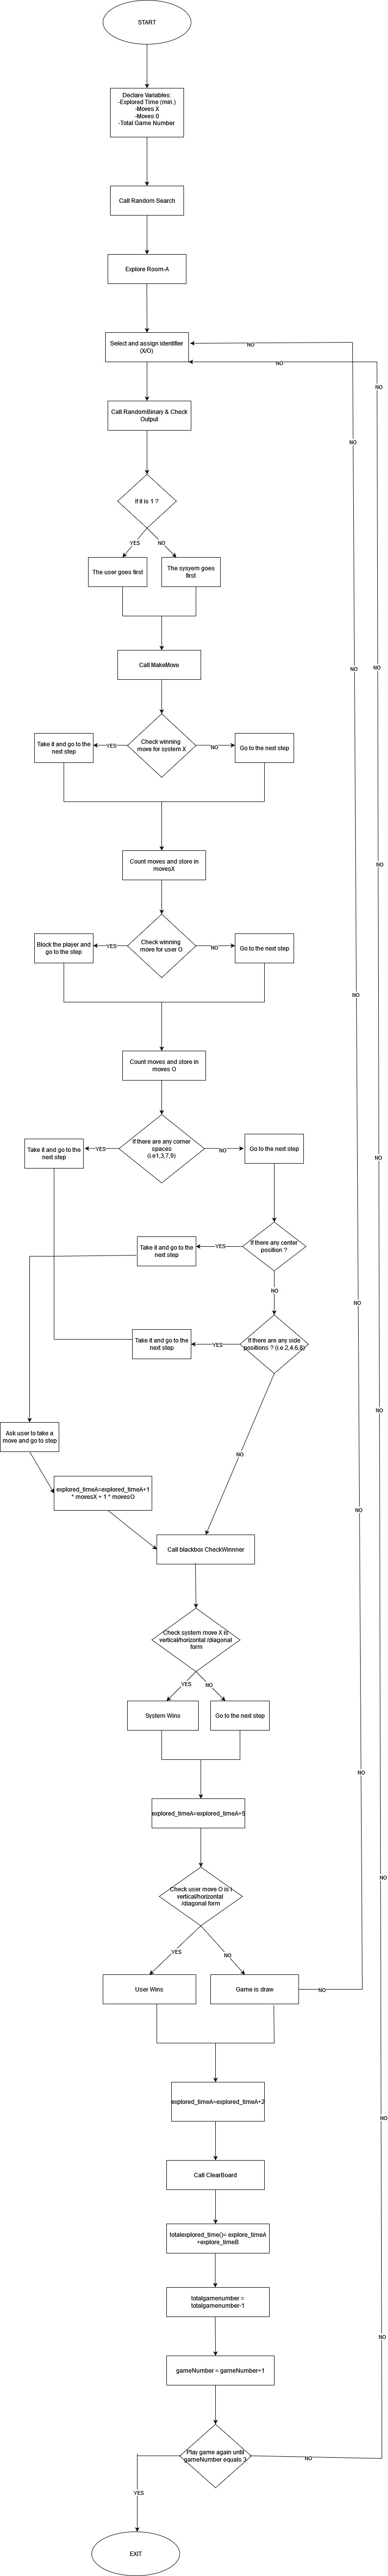 START
Declare Variables:
-Explored Time (min.)
-Moves X
-Moves 0
-Total Game Number
Call Random Search
Explore Room-A
Select and assign identifier
(X/O)
NO
NO
NO
Call RandomBinary & Check
Output
NO
If it is 1 ?
YES
NO
The user goes first
The sysyem goes
first
Call MakeMove
NO
NO
Check winning
move for system X
YES
NO
Take it and go to the
next step
Go to the next step
Count moves and store in
movesX
NO
Check winning
move for user O
YES
NO
Block the player and
go to the step
Go to the next step
NO
Count moves and store in
moves O
If there are any corner
spaces
(i.e1,3,7,9)
YES
NO
Take it and go to the
next step
Go to the next step
NO
If there any center
position ?
YES
Take it and go to the
next step
NO
NO
If there are any side
positions ? (i.e 2,4,6,8)
YES
Take it and go to the
next step
NO
Ask user to take a
move and go to step
NO
explored_timeA=explored_timeA+1
* movesX + 1 * movesO
NO
Call blackbox CheckWinnner
Check system move X is
vertical/horizontal /diagonal
form
YES
NO
System Wins
Go to the next step
NO
explored_timeA=explored_timeA+5
NO
Check user move O is i
vertical/horizontal
/diagonal form
YES
NO
User Wins
Game is draw
NO
explored_timeA=explored_timeA+2
NO
Call ClearBoard
totalexplored_time()= explore_timeA
+explore_timeB
totalgamenumber =
totalgamenumber-1
NO
gameNumber = gameNumber+1
Play game again until
gameNumber equals 3
NO
YES
EXIT